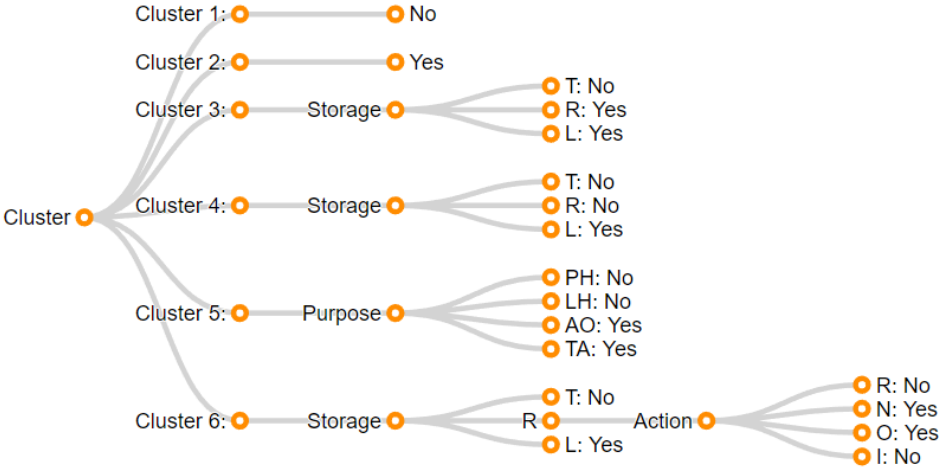 Cluster 1: No
Cluster 2: Yes
T: No
Cluster 3: Storage R: Yes
L: Yes
T: No
Cluster 4: Storage R: No
Cluster L: Yes
PH: No
LH: No
Cluster 5: Purpose AO: Yes
TA: Yes
R: No
T: No N: Yes
Cluster 6: Storage R Action O: Yes
L: Yes I: No